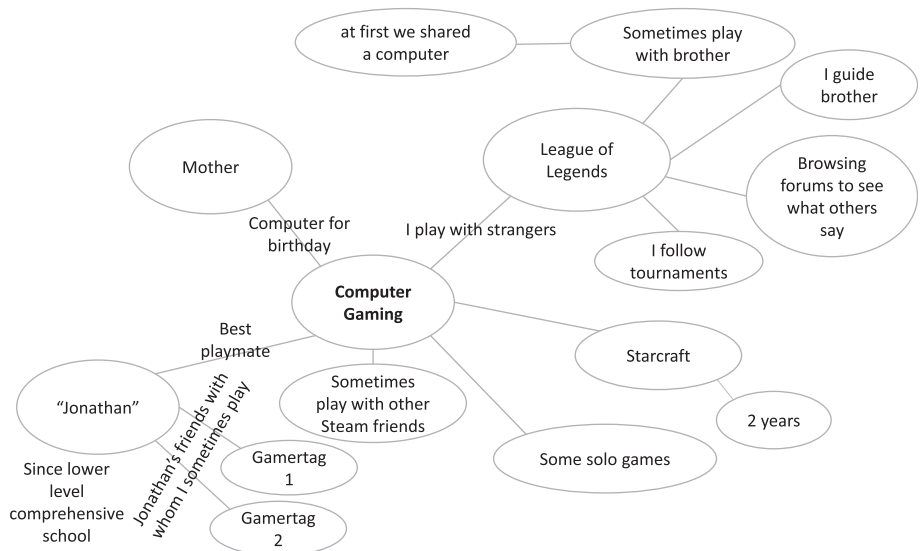 at first we shared
a computer
Sometimes play
with brother
I guide
brother
Mother
League of
Legends
Browsing
forums to see
what others
say
Computer for
birthday
I play with strangers
I follow
tournaments
Computer
Gaming
Best
playmate
Starcraft
"Jonathan"
Sometimes
play with other
Steam friends
2 years
Jonathan's friends with
whom I sometimes play
Gamertag
1
Some solo games
Since lower
level
comprehensive
school
Gamertag
2